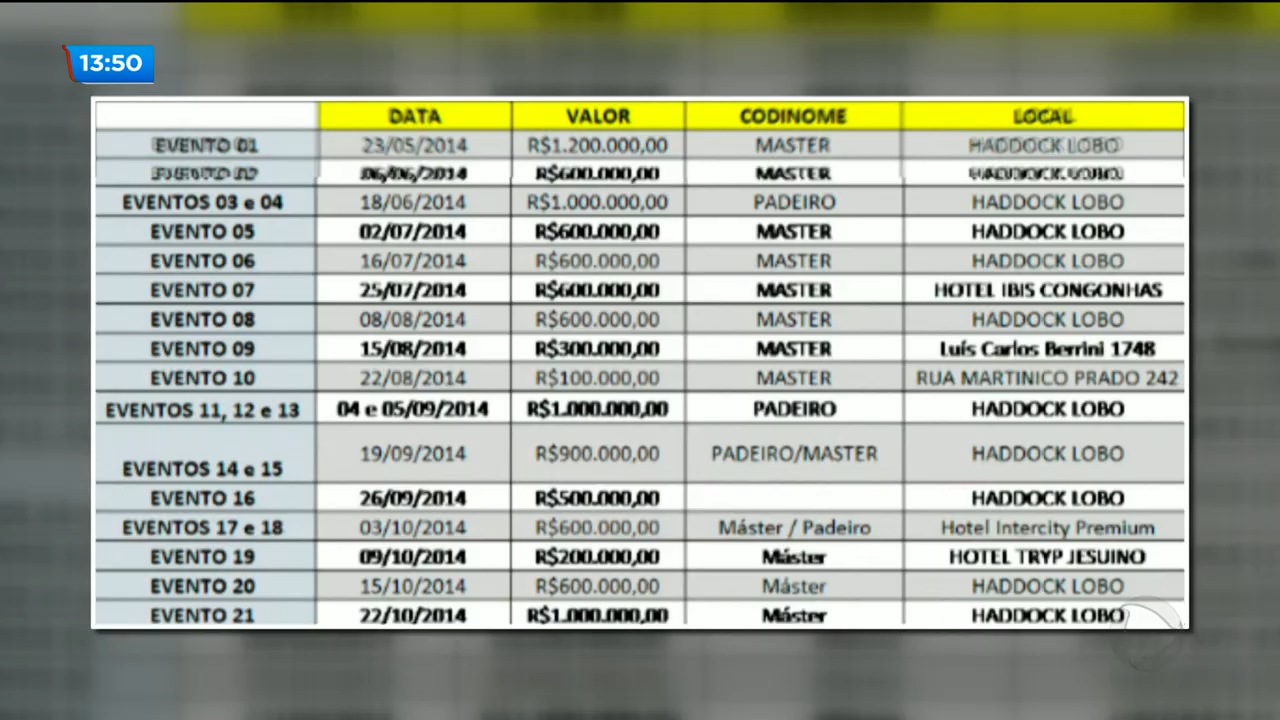 13:50
DATA VALOR CODINOME LOCAL
EVENTO 01 23/05/2014 R$1.200.000,00 MASTER HADDOCK LOBO
EVENTO 02 06/06/2014 R$600.000,00 MASTER HADDOCK LOBO
EVENTOS 03 e 04 18/06/2014 R$1.000.000,00 PADEIRO HADDOCK LOBO
EVENTO 05 02/07/2014 R$600.000,00 MASTER HADDOCK LOBO
EVENTO 06 16/07/2014 R$600.000,00 MASTER HADDOCK LOBO
EVENTO 07 25/07/2014 R$600.000,00 MASTER HOTEL IBIS CONGONHAS
EVENTO 08 08/08/2014 R$600.000,00 MASTER HADDOCK LOBO
EVENTO 09 15/08/2014 R$300.000,00 MASTER Luís Carlos Berrini 1748
EVENTO 10 22/08/2014 R$100.000,00 MASTER RUA MARTINICO PRADO 242
EVENTOS 11, 12 e 13 04 e 05/09/2014 R$1.000.000,00 PADEIRO HADDOCK LOBO
EVENTOS 14 e 15 19/09/2014 R$900.000,00 PADEIRO/MASTER HADDOCK LOBO
EVENTO 16 26/09/2014 R$500.000,00 HADDOCK LOBO
EVENTOS 17 e 18 03/10/2014 R$600.000,00 Máster / Padeiro Hotel Intercity Premium
EVENTO 19 09/10/2014 R$200.000,00 Máster HOTEL TRYP JESUINO
EVENTO 20 15/10/2014 R$600.000,00 Máster HADDOCK LOBO
EVENTO 21 22/10/2014 R$1.000.000,00 Máster HADDOCK LOBO